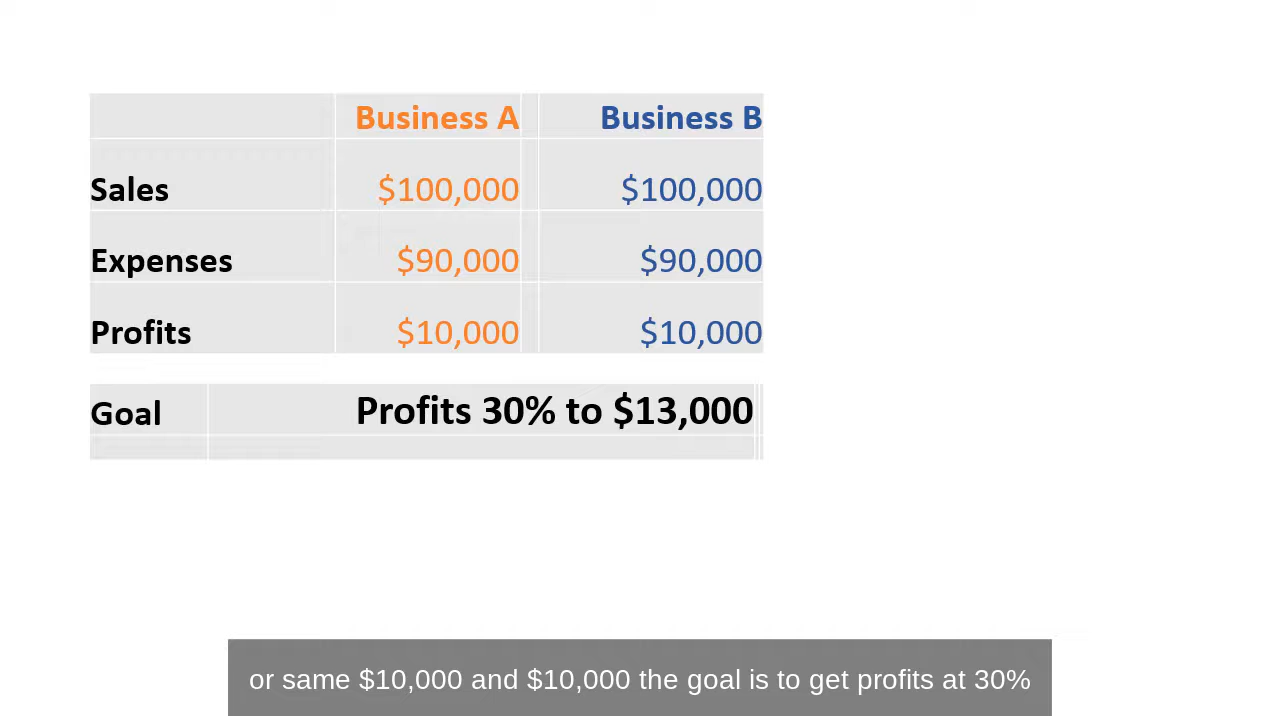 Business A Business B
Sales $100,000 $100,000
Expenses $90,000 $90,000
Profits $10,000 $10,000
Goal Profits 30% to $13,000
or same $10,000 and $10,000 the goal is to get profits at 30%